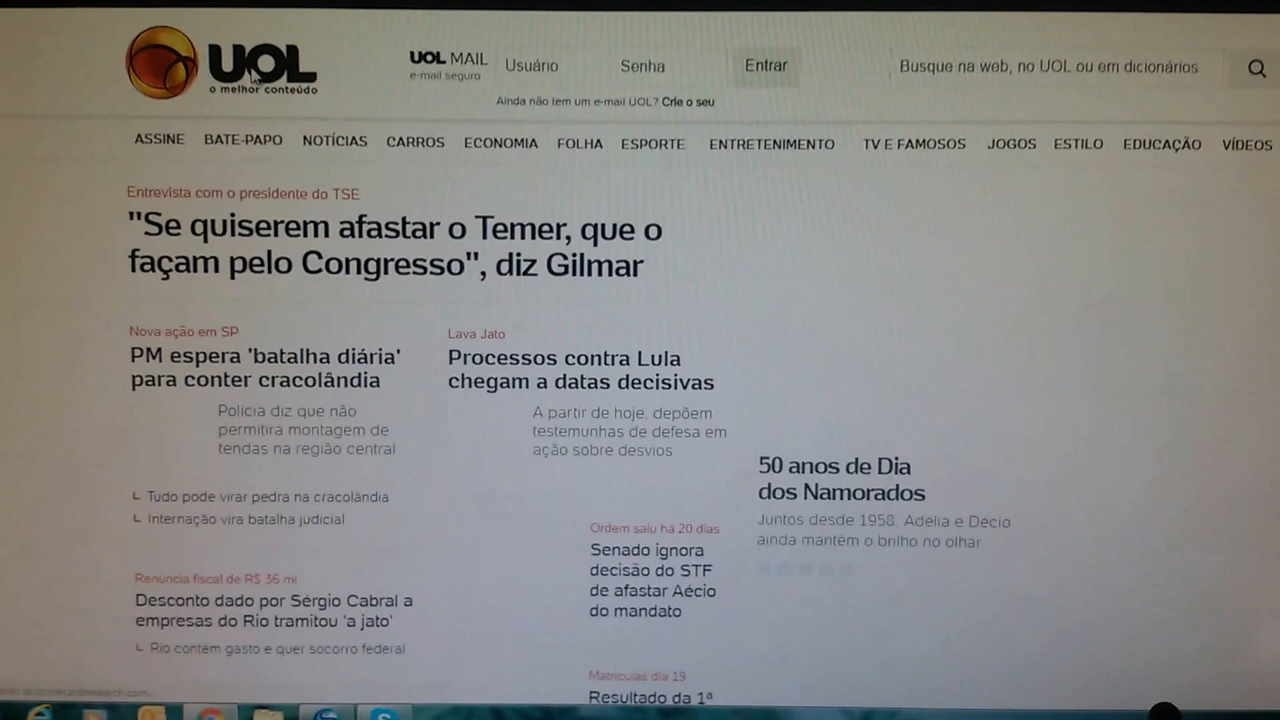 UOL
o melhor conteúdo
UOL MAIL
e-mail seguro
Usuário
Senha
Entrar
Busque na web, no UOL ou em dicionários
Ainda não tem um e-mail UOL? Crie o seu
ASSINE BATE-PAPO NOTÍCIAS CARROS ECONOMIA FOLHA ESPORTE ENTRETENIMENTO TV E FAMOSOS JOGOS ESTILO EDUCAÇÃO VÍDEOS
Entrevista com o presidente do TSE
"Se quiserem afastar o Temer, que o
façam pelo Congresso", diz Gilmar
Nova ação em SP
PM espera 'batalha diária'
para conter cracolândia
Polícia diz que não
permitirá montagem de
tendas na região central
Tudo pode virar pedra na cracolândia
Internação vira batalha judicial
Renúncia fiscal de R$ 36 mi
Desconto dado por Sérgio Cabral a
empresas do Rio tramitou 'a jato'
Rio contém gasto e quer socorro federal
Lava Jato
Processos contra Lula
chegam a datas decisivas
A partir de hoje, depõem
testemunhas de defesa em
ação sobre desvios
Ordem saiu há 20 dias
Senado ignora
decisão do STF
de afastar Aécio
do mandato
Matrículas dia 19
Resultado da 1ª
50 anos de Dia
dos Namorados
Juntos desde 1958, Adélia e Décio
ainda mantêm o brilho no olhar